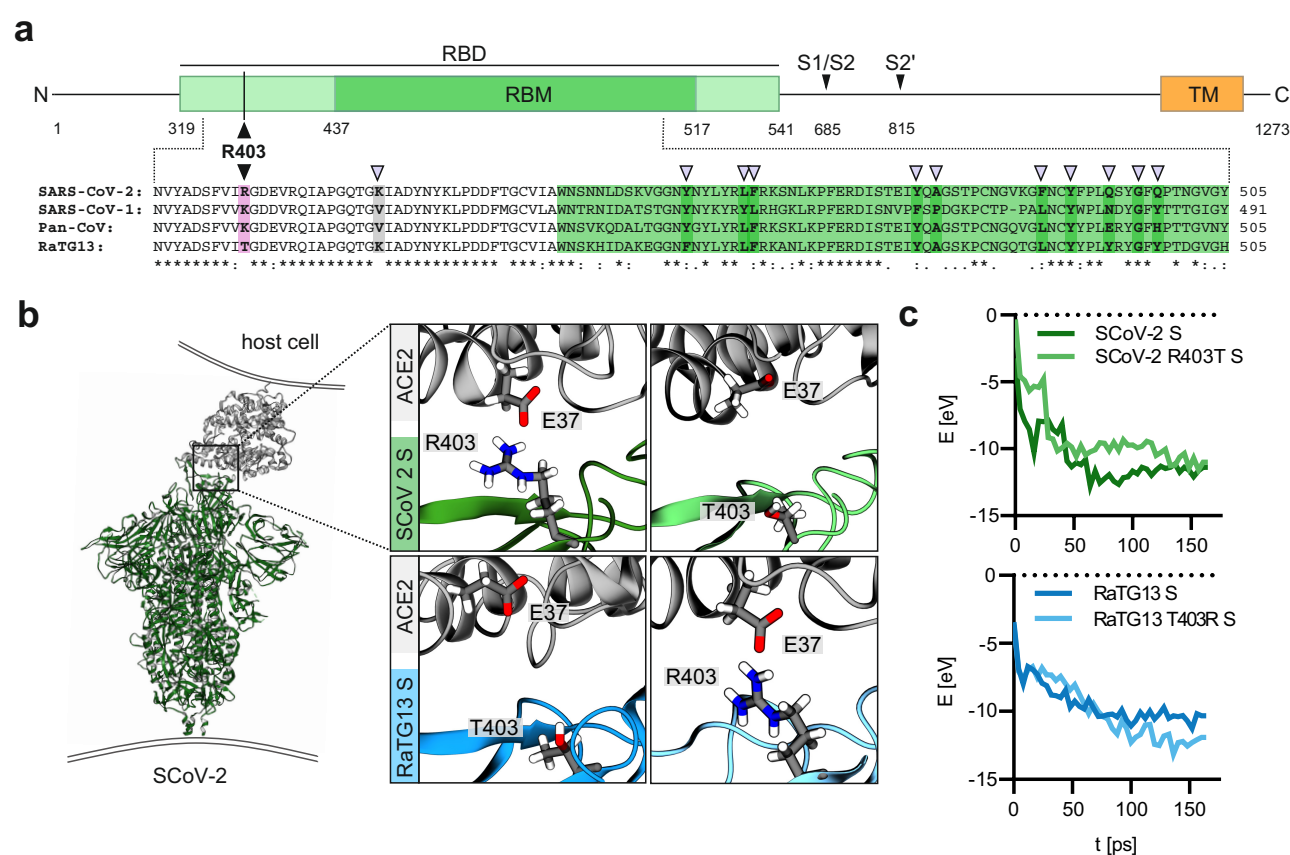 a
RBD
S1/S2 S2'
N RBM TM C
1 319 437 517 541 685 815 1273
R403
SARS-CoV-2: NVYADSFVIRGDEVRQIAPGQTGKIADYNYKLPDDFTGCVIAWNSNNLDSKVGGNYNYLYRLFRKSNLKPFERDISTEIYQAGSTPCNGVKGFNCYFPLQSYGFQPTNGVGY 505
SARS-CoV-1: NVYADSFVVKGDDVRQIAPGQTGVIADYNYKLPDDFMGCVLAWNTRNIDATSTGNYNYKYRYLRHGKLRPFERDISNVPFSPDGKPCTP-PALNCYWPLNDYGFYTTTGIGY 491
Pan-CoV: NVYADSFVVKGDEVRQIAPGQTGVIADYNYKLPDDFTGCVIAWNSVKQDALTGGNYGYLYRLFRKSKLKPFERDISTEIYQAGSTPCNGQVGLNCYYPLERYGFHPTTGVNY 505
RaTG13: NVYADSFVITGDEVRQIAPGQTGKIADYNYKLPDDFTGCVIAWNSKHIDAKEGGNFNYLYRLFRKANLKPFERDISTEIYQAGSKPCNGQTGLNCYYPLYRYGFYPTDGVGH 505
b
host cell
SCoV-2
ACE2
SCoV 2 S
E37
R403
E37
T403
ACE2
RaTG13 S
E37
T403
E37
R403
c
SCoV-2 S
SCoV-2 R403T S
E [eV]
0
-5
-10
-15
0 50 100 150
RaTG13 S
RaTG13 T403R S
E [eV]
0
-5
-10
-15
0 50 100 150
t [ps]